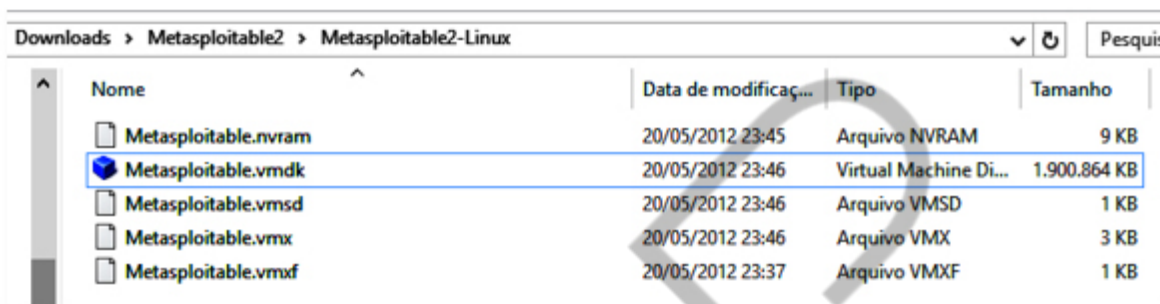 Downloads > Metasploitable2 > Metasploitable2-Linux Pesquis
Nome Data de modificaç... Tipo Tamanho
Metasploitable.nvram 20/05/2012 23:45 Arquivo NVRAM 9 KB
Metasploitable.vmdk 20/05/2012 23:46 Virtual Machine Di... 1.900.864 KB
Metasploitable.vmsd 20/05/2012 23:46 Arquivo VMSD 1 KB
Metasploitable.vmx 20/05/2012 23:46 Arquivo VMX 3 KB
Metasploitable.vmxf 20/05/2012 23:37 Arquivo VMXF 1 KB